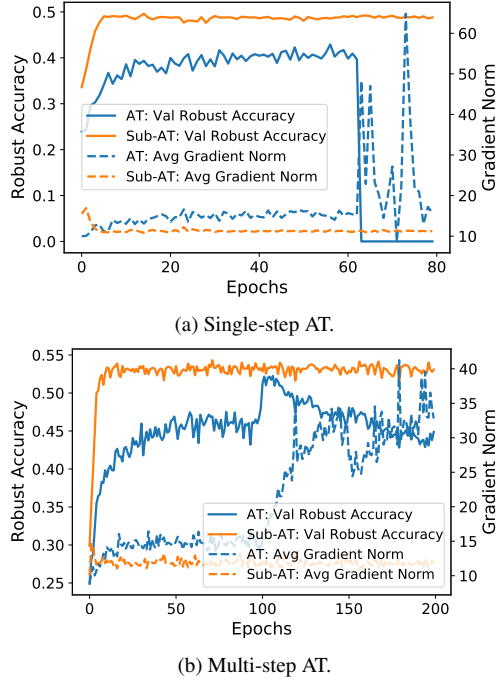 0.5
0.4
0.3
0.2
0.1
0.0
Robust Accuracy
60
50
40
30
20
10
Gradient Norm
AT: Val Robust Accuracy
Sub-AT: Val Robust Accuracy
AT: Avg Gradient Norm
Sub-AT: Avg Gradient Norm
0 20 40 60 80
Epochs
(a) Single-step AT.
0.55
0.50
0.45
0.40
0.35
0.30
0.25
Robust Accuracy
40
35
30
25
20
15
10
Gradient Norm
AT: Val Robust Accuracy
Sub-AT: Val Robust Accuracy
AT: Avg Gradient Norm
Sub-AT: Avg Gradient Norm
0 50 100 150 200
Epochs
(b) Multi-step AT.